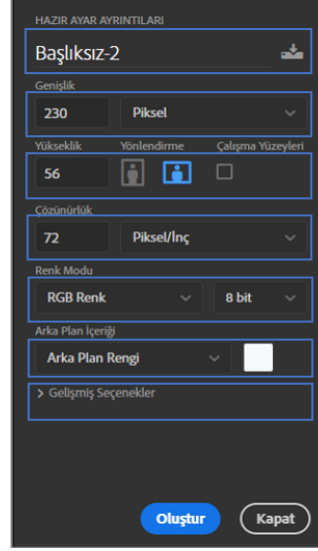 HAZIR AYAR AYRINTILARI
Başlıksız-2
Genişlik
230 Piksel
Yükseklik Yönlendirme Çalışma Yüzeyleri
56
Çözünürlük
72 Piksel/İnç
Renk Modu
RGB Renk 8 bit
Arka Plan İçeriği
Arka Plan Rengi
> Gelişmiş Seçenekler
Oluştur Kapat